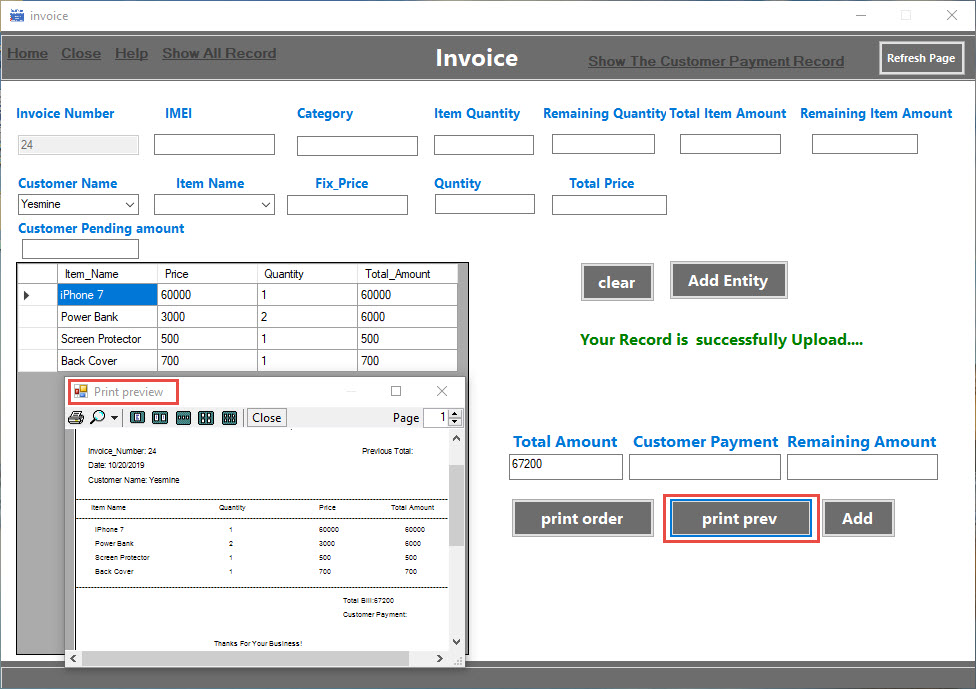 invoice
Home Close Help Show All Record Invoice Show The Customer Payment Record Refresh Page
Invoice Number IMEI Category Item Quantity Remaining Quantity Total Item Amount Remaining Item Amount
24
Customer Name Item Name Fix_Price Quntity Total Price
Yesmine
Customer Pending amount
Item_Name Price Quantity Total_Amount
iPhone 7 60000 1 60000
Power Bank 3000 2 6000
Screen Protector 500 1 500
Back Cover 700 1 700
clear Add Entity
Your Record is successfully Upload....
Print preview
Close Page 1
Invoice_Number: 24 Previous Total:
Date: 10/20/2019
Customer Name: Yesmine
Item Name Quantity Price Total Amount
iPhone 7 1 60000 60000
Power Bank 2 3000 6000
Screen Protector 1 500 500
Back Cover 1 700 700
Total Bill:67200
Customer Payment:
Thanks For Your Business!
Total Amount Customer Payment Remaining Amount
67200
print order print prev Add